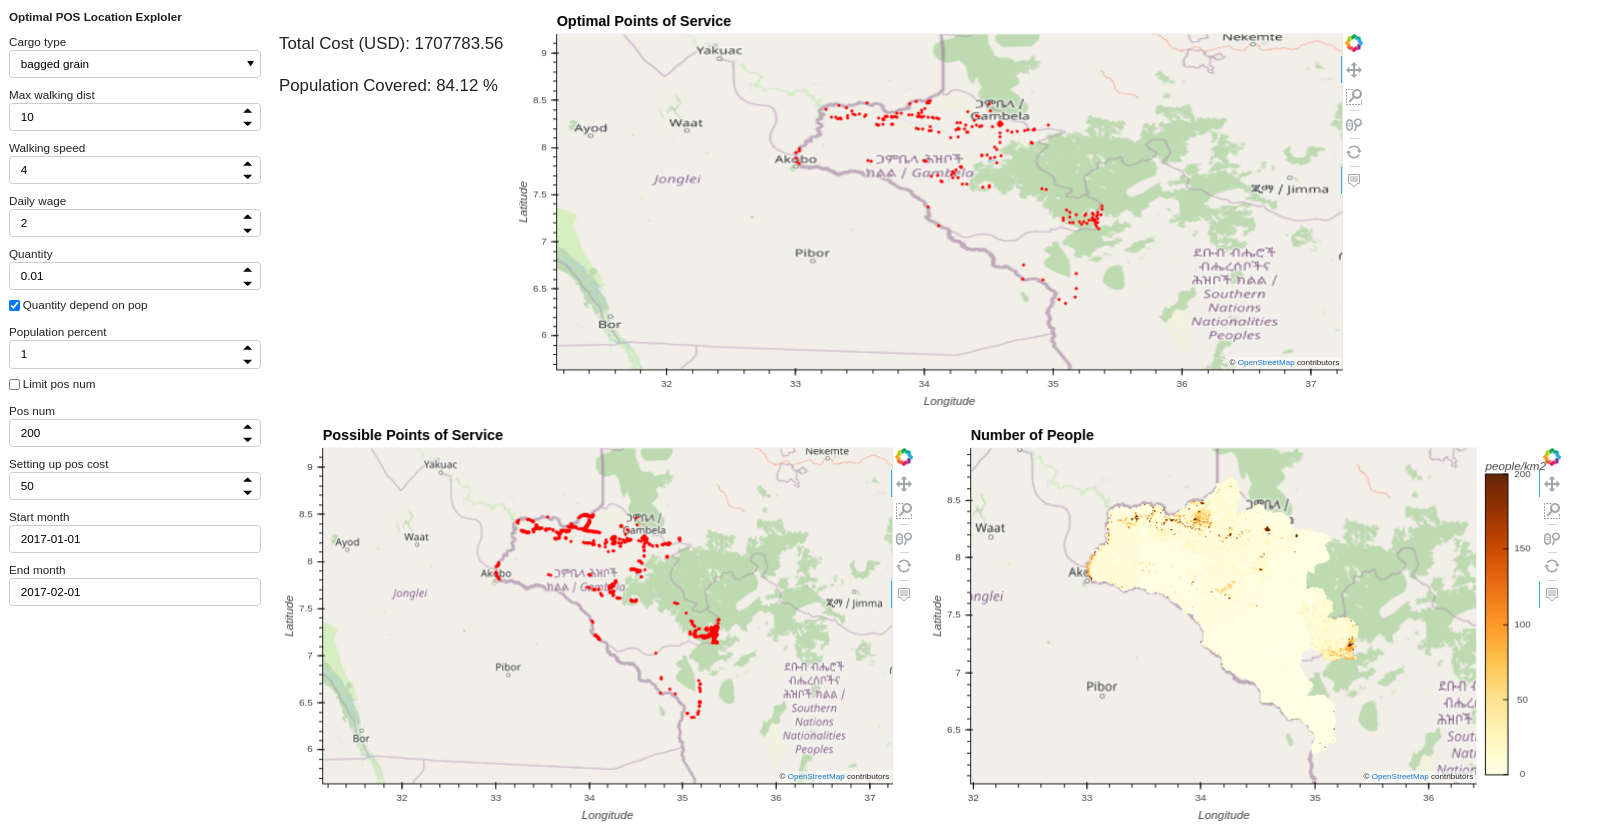 Optimal POS Location Exploler
Cargo type
bagged grain
Max walking dist
10
Walking speed
4
Daily wage
2
Quantity
0.01
Quantity depend on pop
Population percent
1
Limit pos num
Pos num
200
Setting up pos cost
50
Start month
2017-01-01
End month
2017-02-01
Total Cost (USD): 1707783.56
Population Covered: 84.12 %
Optimal Points of Service
Latitude
9
8.5
8
7.5
7
6.5
6
Yakuac
Nekemte
Ayod
Waat
ጋምቤላ /
Gambela
Akobo
ጋምቤላ ሕዝቦች
ክልል / Gambela
Jonglei
ጂማ / Jimma
Pibor
ደቡብ ብሔሮች
ብሔረሰቦችና
ሕዝቦች ክልል /
Southern
Nations
Nationalities
Peoples
Bor
© OpenStreetMap contributors
32
33
34
35
36
37
Longitude
Possible Points of Service
Latitude
9
8.5
8
7.5
7
6.5
6
Yakuac
Nekemte
Ayod
Waat
ጋምቤላ /
Gambela
Akobo
ጋምቤላ ሕዝቦች
ክልል / Gambela
Jonglei
ጂማ / Jimma
Pibor
ደቡብ ብሔሮች
ብሔረሰቦችና
ሕዝቦች ክልል /
Southern
Nations
Nationalities
Peoples
Bor
© OpenStreetMap contributors
32
33
34
35
36
37
Longitude
Number of People
Latitude
8.5
8
7.5
7
6.5
ጋምቤላ /
Waat
Ako
nglei
Pibor
ደቡብ
ብሔረ
ሕዝቦች
Sout
Nati
Nation
© OpenStreetMap contributors
32
33
34
35
36
Longitude
people/km2
200
150
100
50
0